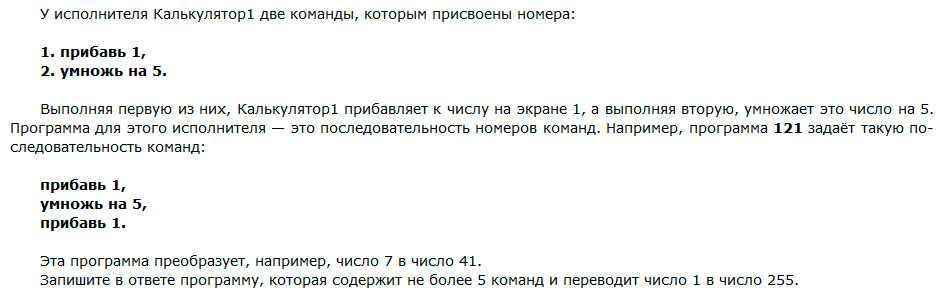 У исполнителя Калькулятор1 две команды, которым присвоены номера:
1. прибавь 1,
2. умножь на 5.
Выполняя первую из них, Калькулятор1 прибавляет к числу на экране 1, а выполняя вторую, умножает это число на 5.
Программа для этого исполнителя — это последовательность номеров команд. Например, программа 121 задаёт такую по-
следовательность команд:
прибавь 1,
умножь на 5,
прибавь 1.
Эта программа преобразует, например, число 7 в число 41.
Запишите в ответе программу, которая содержит не более 5 команд и переводит число 1 в число 255.